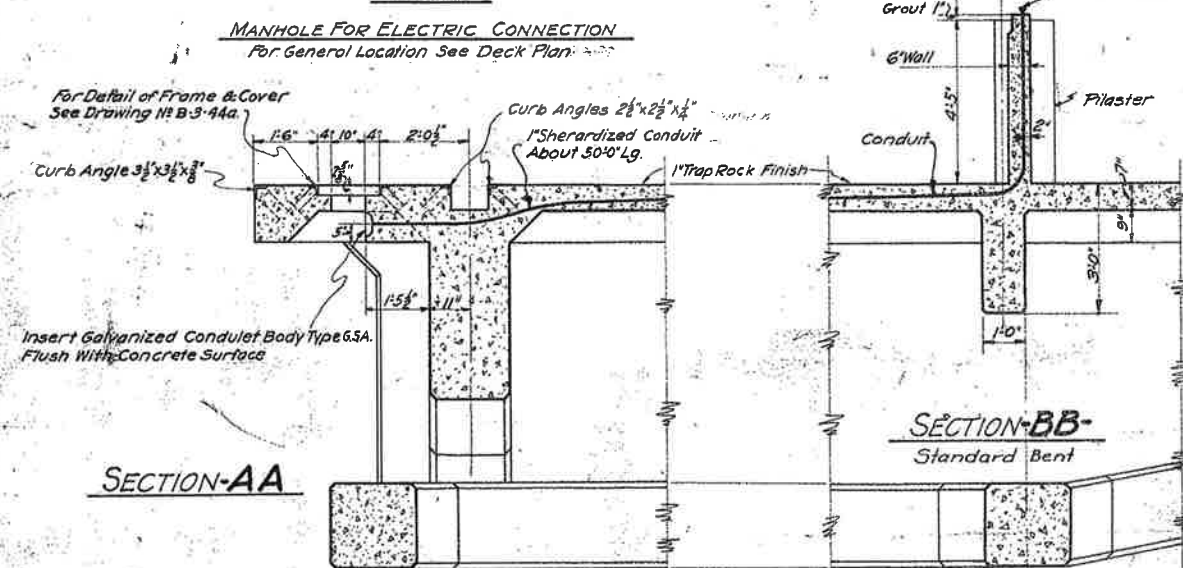 MANHOLE FOR ELECTRIC CONNECTION
For General Location See Deck Plan
Grout 1"
6" Wall
4'-5"
Pilaster
2"
For Detail of Frame & Cover
See Drawing Nº B-3-44a.
1'-6"
4"
10"
4"
2'-0½"
Curb Angles 2½"x2½"x¼"
1" Sherardized Conduit
About 50'-0" Lg.
Conduit
Curb Angle 3½"x3½"x⅜"
1" Trap Rock Finish
7"
9"
3'-0"
5"
1'-5½"
11"
Insert Galvanized Condulet Body Type G.S.A.
Flush With Concrete Surface
1'-0"
SECTION-AA
SECTION-BB-
Standard Bent